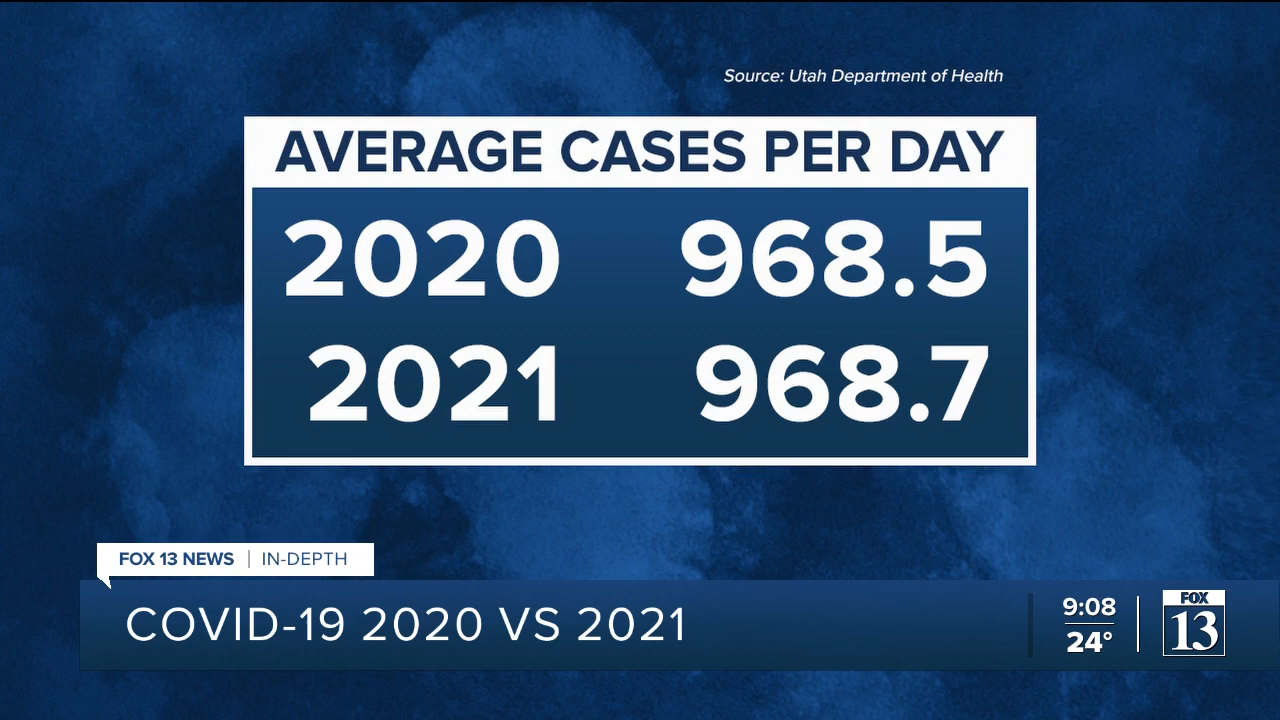 Source: Utah Department of Health
AVERAGE CASES PER DAY
2020 968.5
2021 968.7
FOX 13 NEWS | IN-DEPTH
COVID-19 2020 VS 2021
9:08
24°
FOX
13